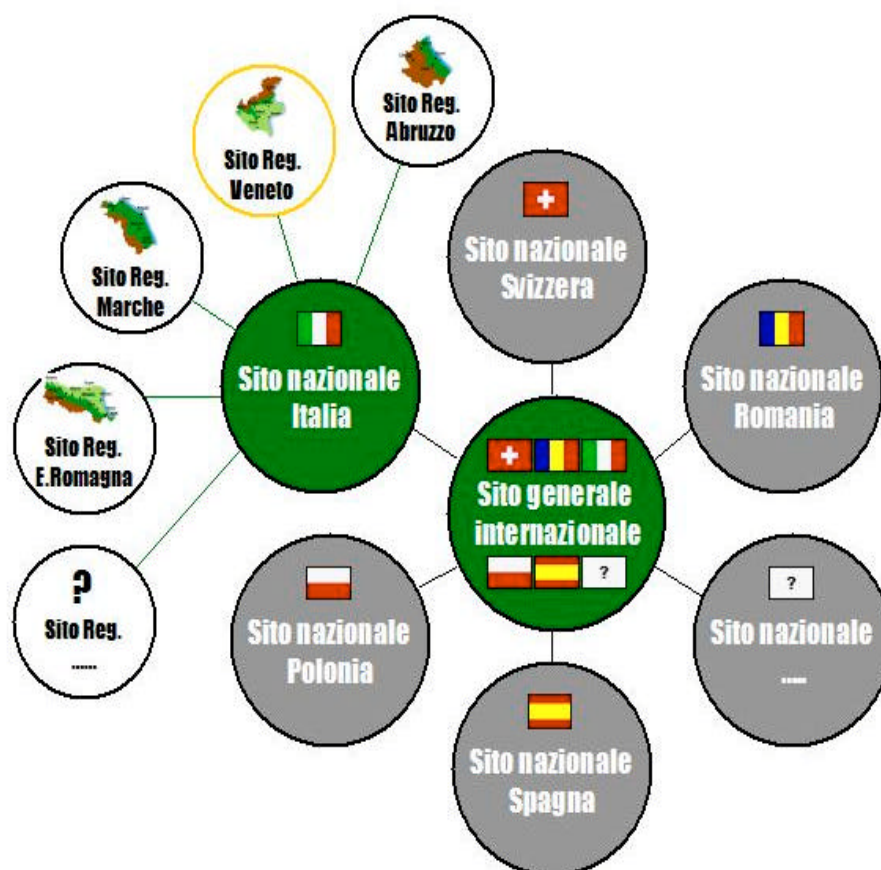 Sito Reg.
Abruzzo
Sito Reg.
Veneto
Sito Reg.
Marche
Sito Reg.
E.Romagna
?
Sito Reg.
......
Sito nazionale
Italia
Sito nazionale
Svizzera
Sito nazionale
Romania
Sito generale
internazionale
?
Sito nazionale
Polonia
?
Sito nazionale
.....
Sito nazionale
Spagna